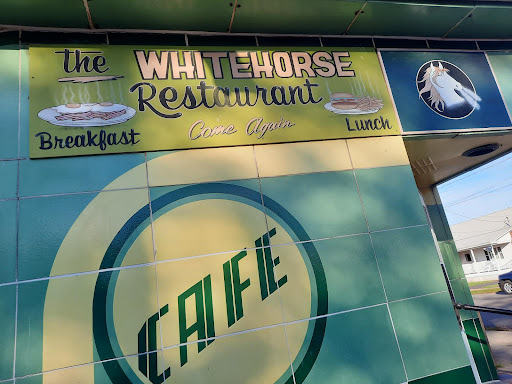 the WHITEHORSE
Restaurant
Breakfast Come Again Lunch
CAFE